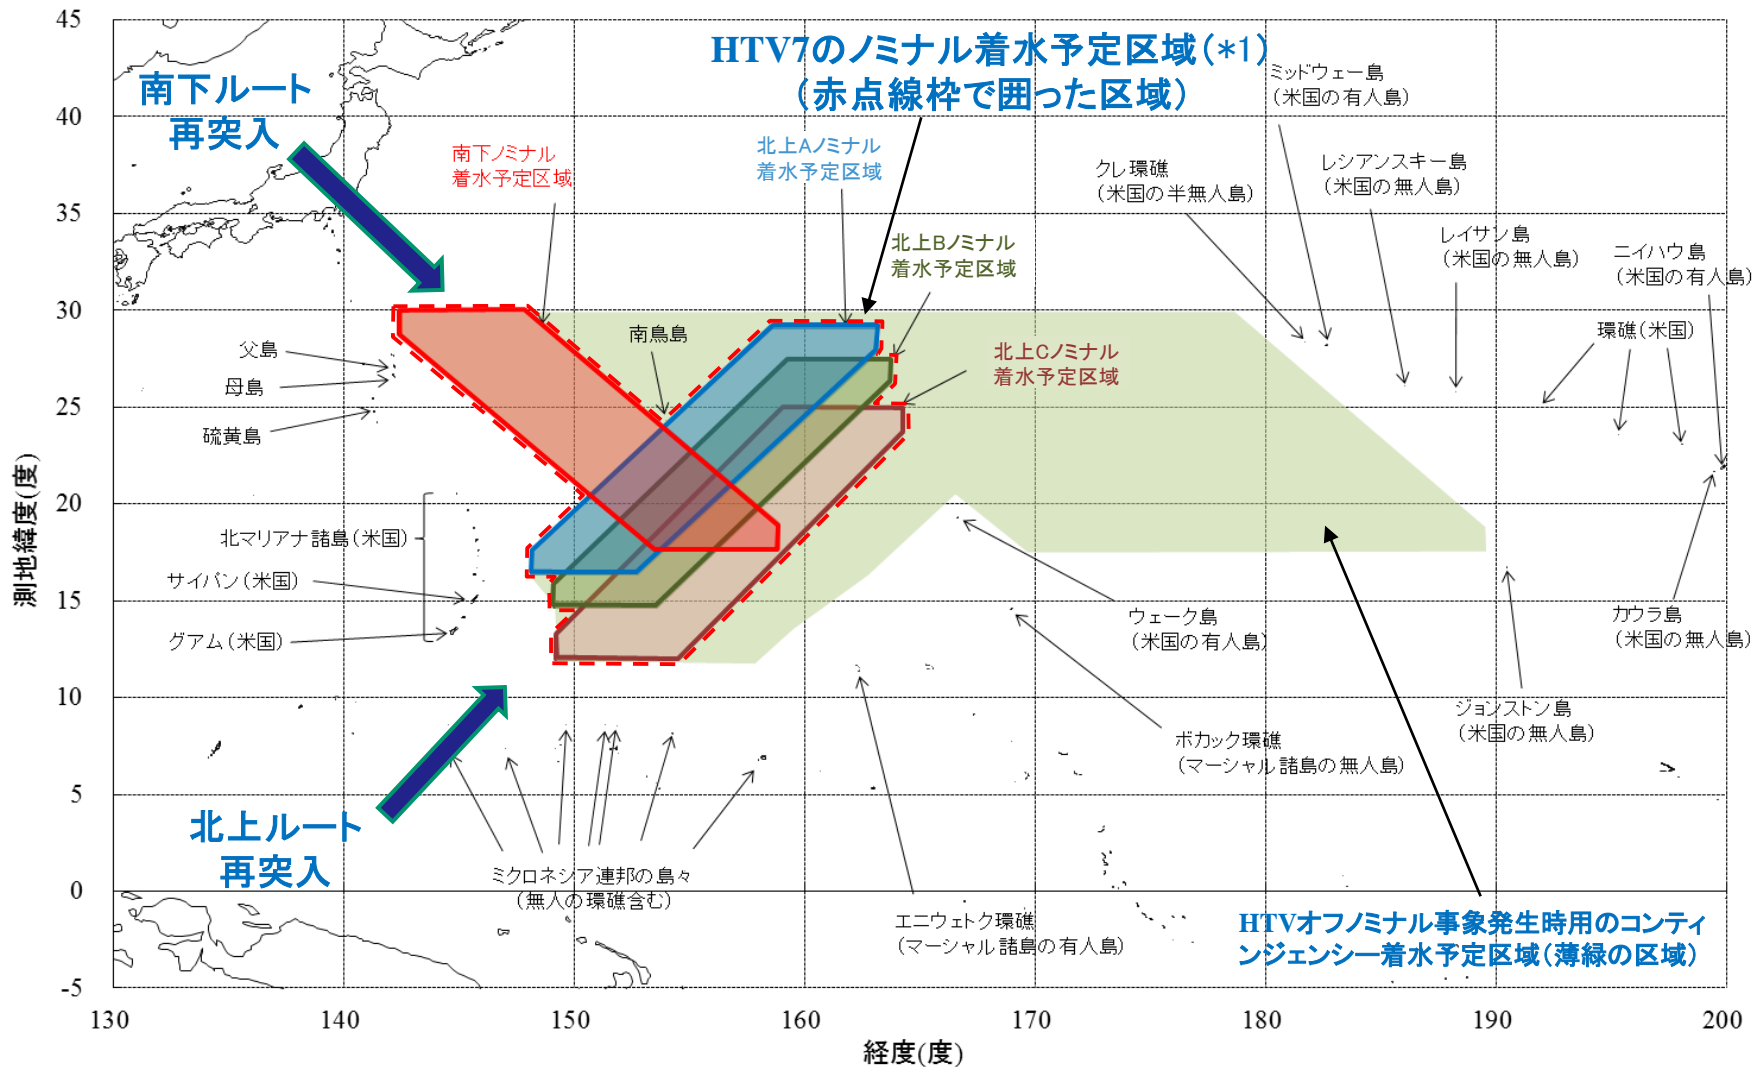 HTV7のノミナル着水予定区域(*1)
(赤点線枠で囲った区域)
南下ルート
再突入
南下ノミナル
着水予定区域
北上Aノミナル
着水予定区域
北上Bノミナル
着水予定区域
北上Cノミナル
着水予定区域
ミッドウェー島
(米国の有人島)
クレ環礁
(米国の半無人島)
レシアンスキー島
(米国の無人島)
レイサン島
(米国の無人島)
ニイハウ島
(米国の有人島)
環礁(米国)
南鳥島
父島
母島
硫黄島
北マリアナ諸島(米国)
サイパン(米国)
グアム(米国)
ウェーク島
(米国の有人島)
カウラ島
(米国の無人島)
ジョンストン島
(米国の無人島)
ボカック環礁
(マーシャル諸島の無人島)
北上ルート
再突入
ミクロネシア連邦の島々
(無人の環礁含む)
エニウェトク環礁
(マーシャル諸島の有人島)
HTVオフノミナル事象発生時用のコンティ
ンジェンシー着水予定区域(薄緑の区域)
測地緯度(度)
45
40
35
30
25
20
15
10
5
0
-5
130
140
150
160
170
180
190
200
経度(度)